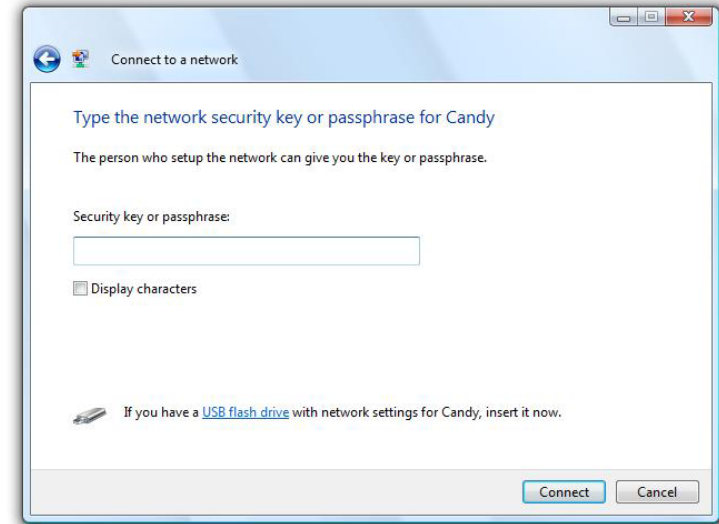 Connect to a network
Type the network security key or passphrase for Candy
The person who setup the network can give you the key or passphrase.
Security key or passphrase:
Display characters
If you have a USB flash drive with network settings for Candy, insert it now.
Connect Cancel